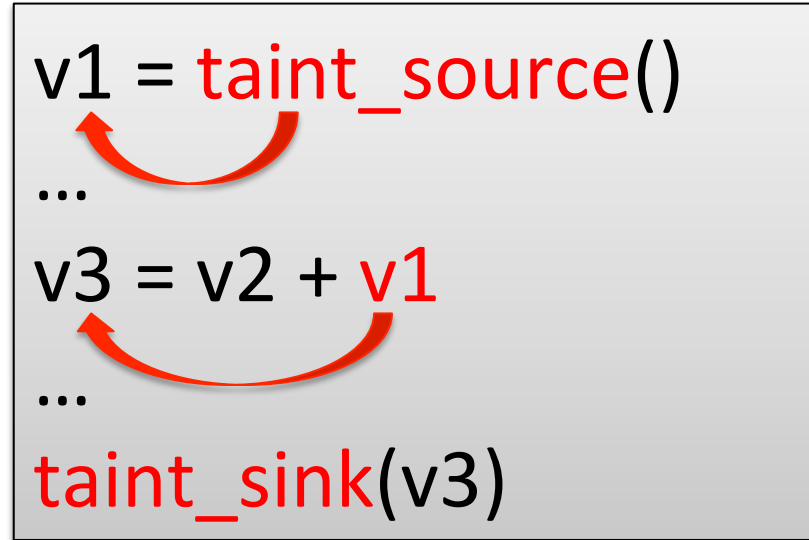 v1 = taint_source()
…
v3 = v2 + v1
…
taint_sink(v3)